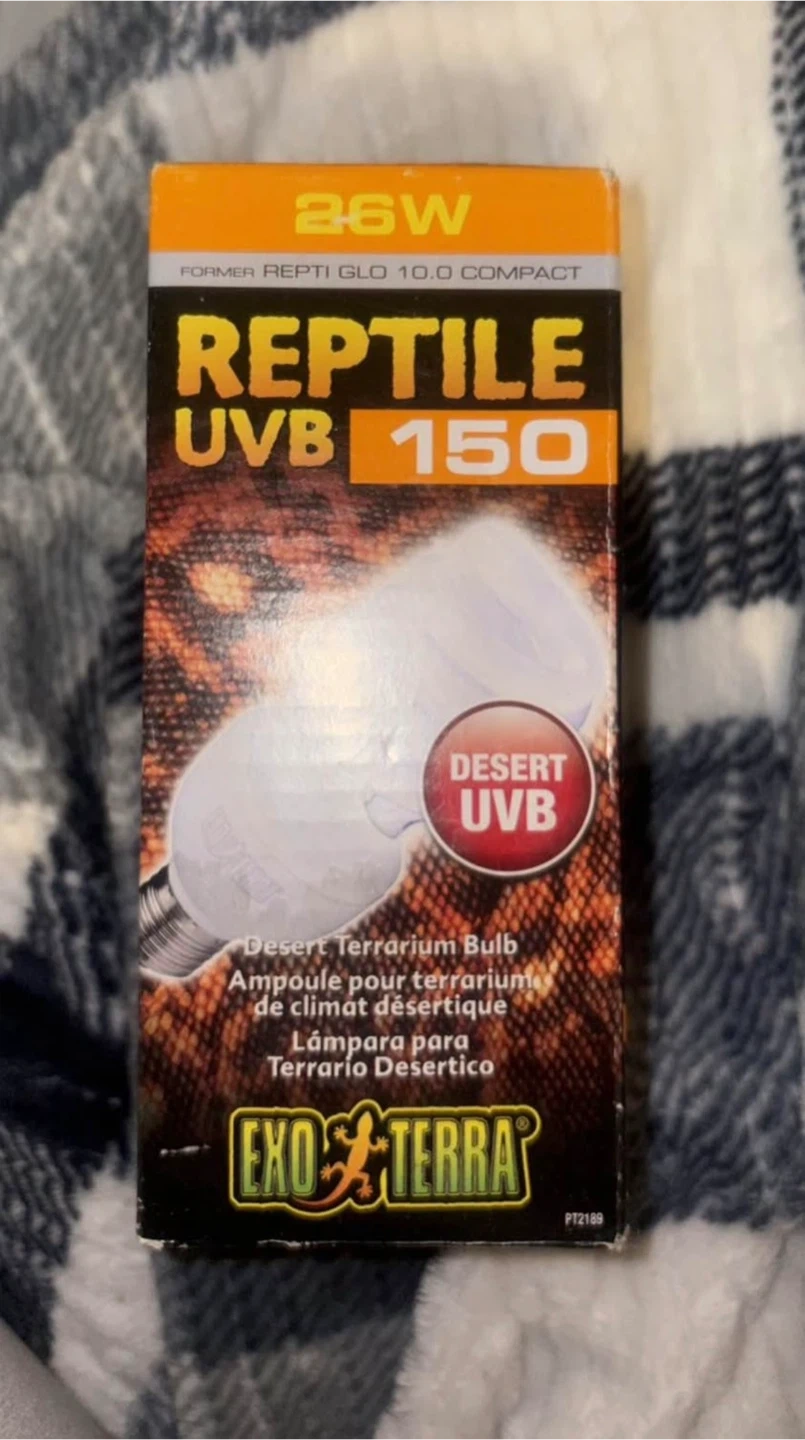 26W
FORMER REPTI GLO 10.0 COMPACT
REPTILE
UVB 150
DESERT
UVB
Desert Terrarium Bulb
Ampoule pour terrarium
de climat désertique
Lámpara para
Terrario Desertico
EXO TERRA®
PT2189